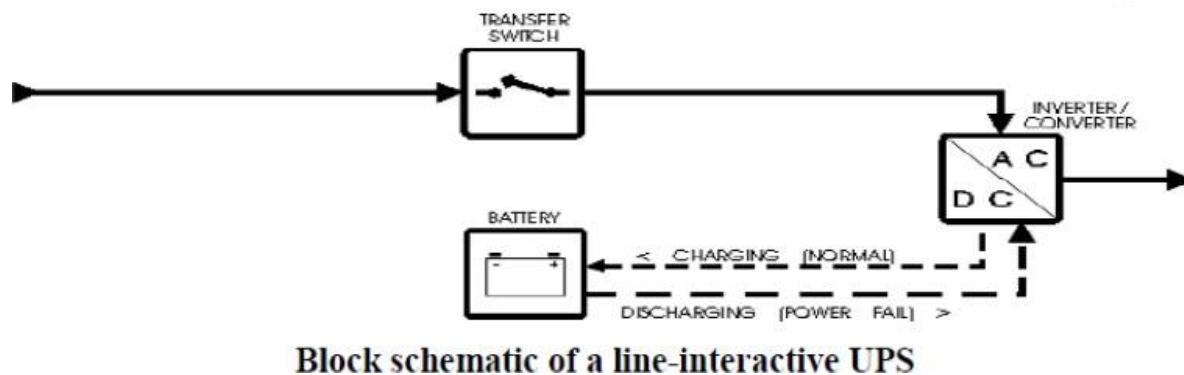 TRANSFER
SWITCH
INVERTER/
CONVERTER
A C
D C
BATTERY
- +
< CHARGING (NORMAL)
DISCHARGING (POWER FAIL) >
Block schematic of a line-interactive UPS